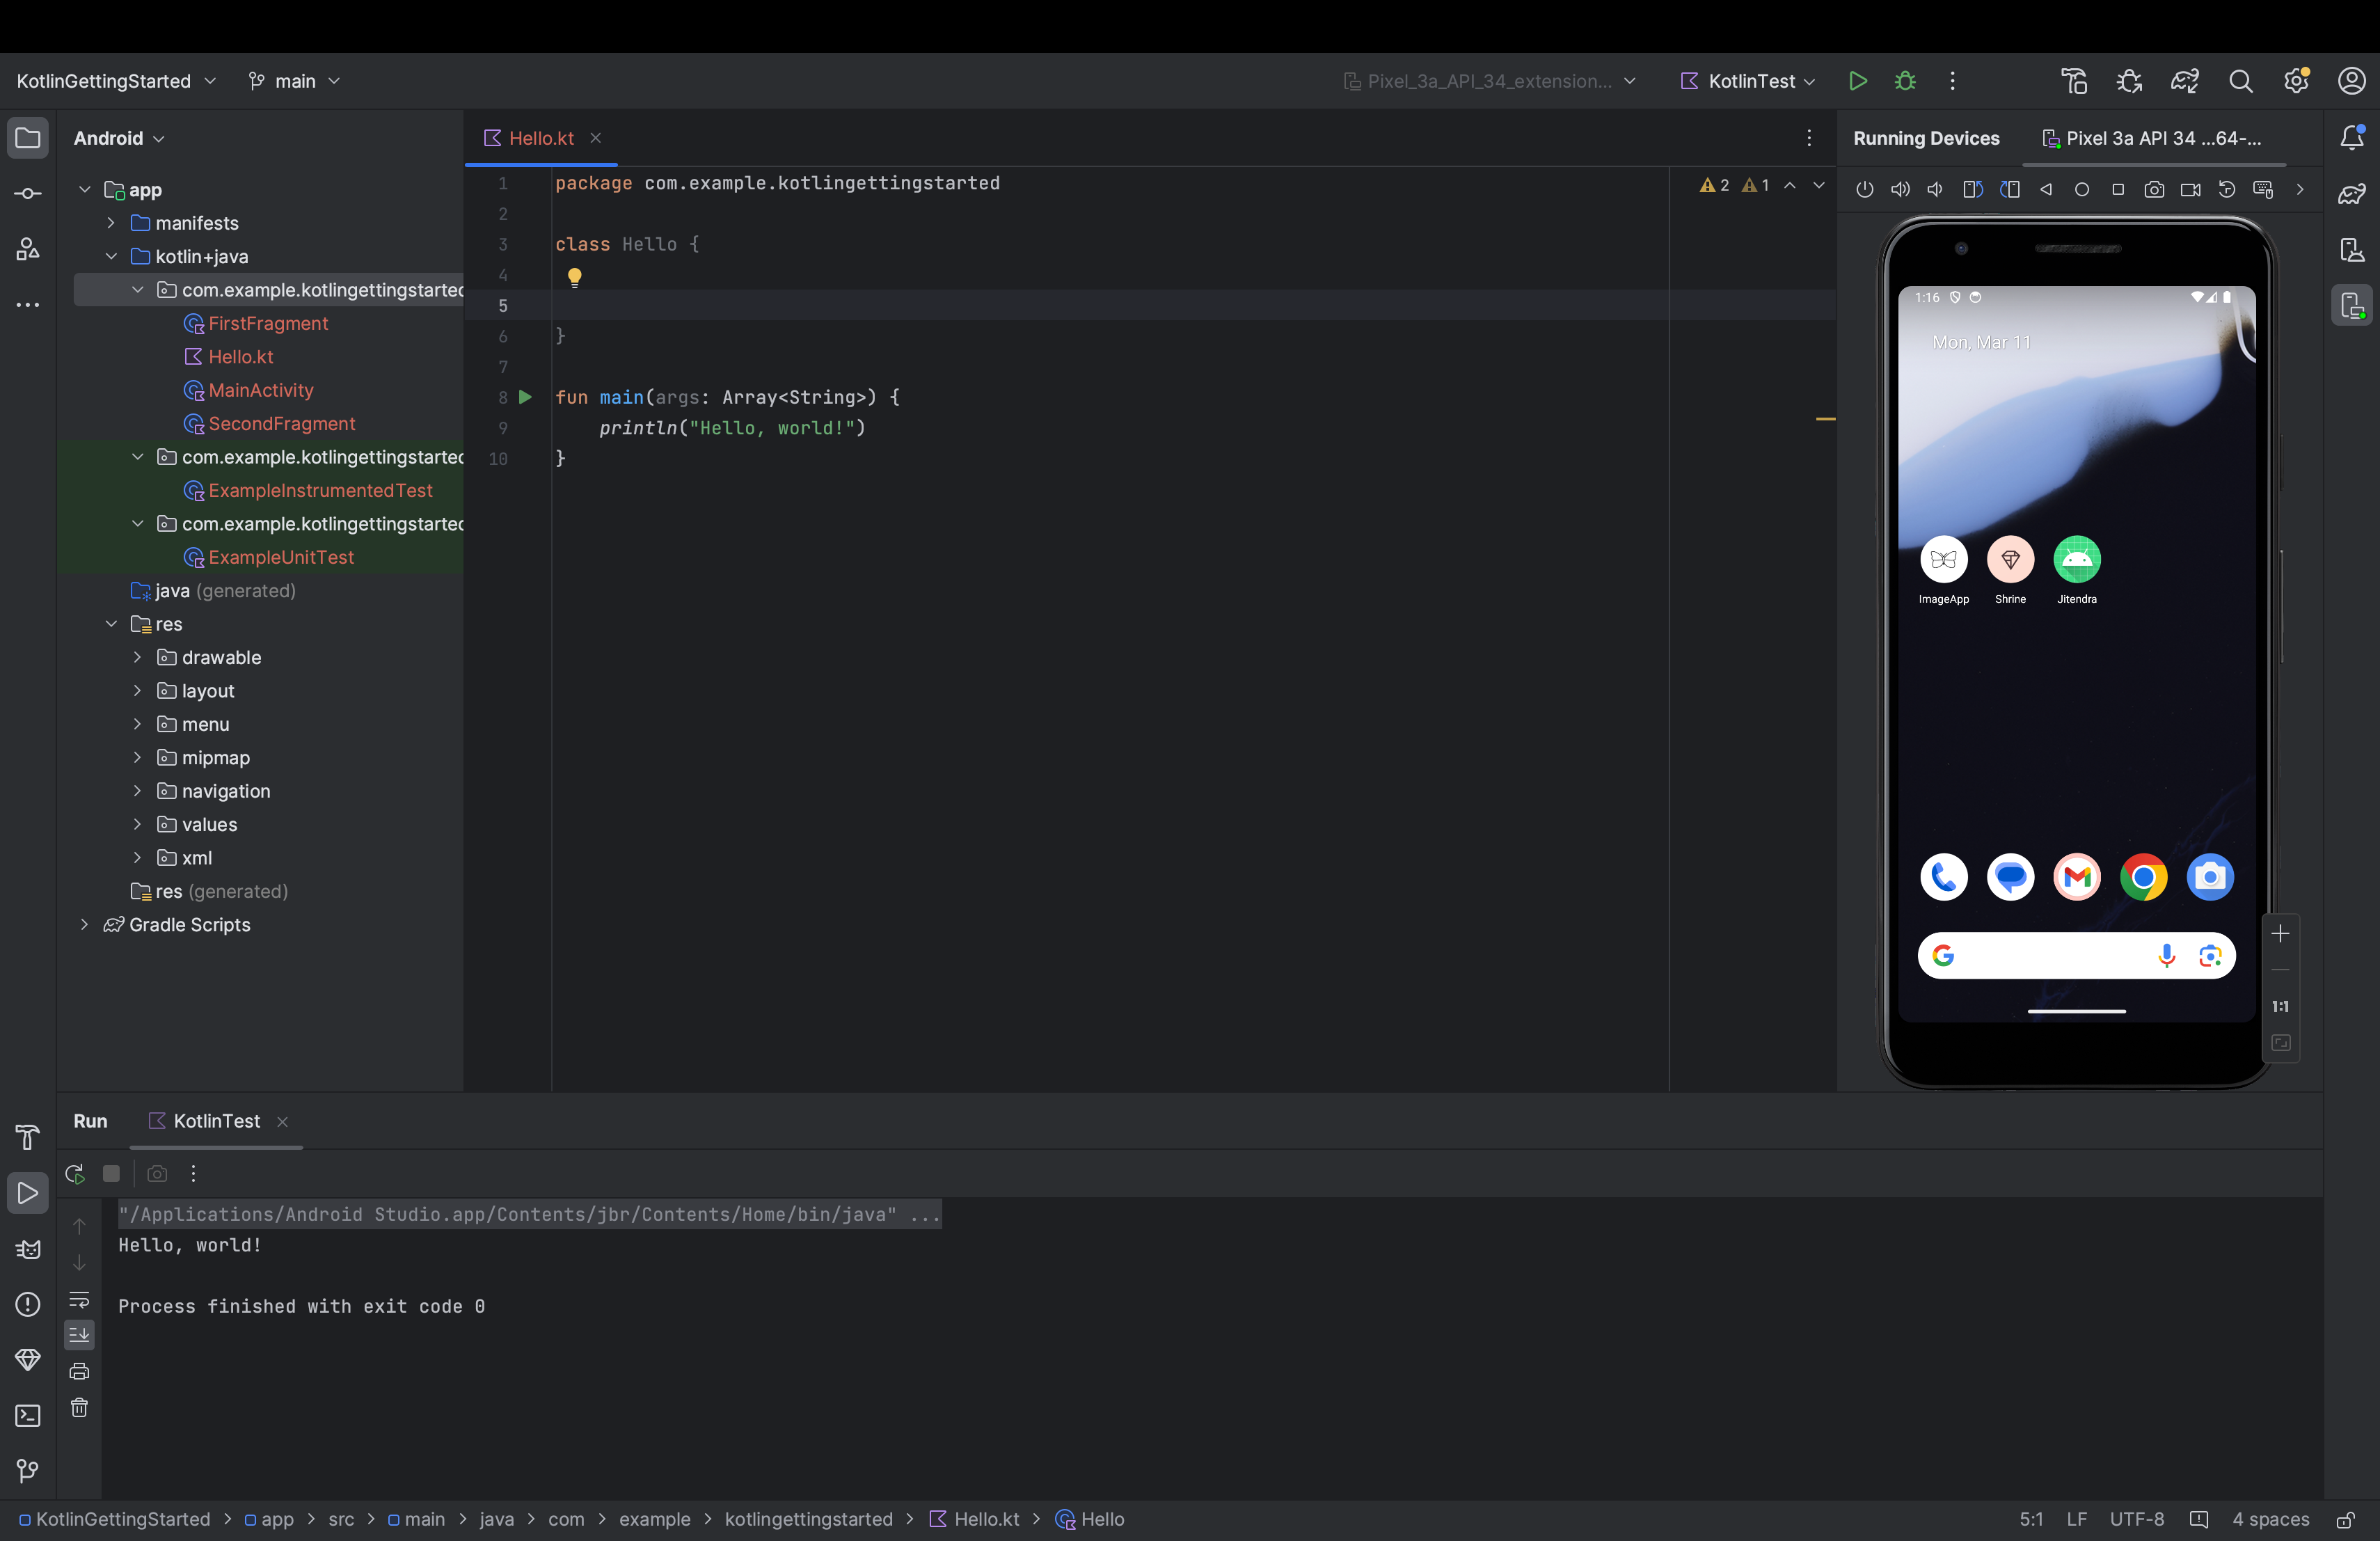 KotlinGettingStarted main Pixel_3a_API_34_extension... KotlinTest
Android
app
manifests
kotlin+java
com.example.kotlingettingstarted
FirstFragment
Hello.kt
MainActivity
SecondFragment
com.example.kotlingettingstarted
ExampleInstrumentedTest
com.example.kotlingettingstarted
ExampleUnitTest
java (generated)
res
drawable
layout
menu
mipmap
navigation
values
xml
res (generated)
Gradle Scripts
Hello.kt
1 package com.example.kotlingettingstarted
2
3 class Hello {
4
5
6 }
7
8 fun main(args: Array<String>) {
9 println("Hello, world!")
10 }
2 1
Running Devices Pixel 3a API 34 ...64-...
1:16
Mon, Mar 11
ImageApp Shrine Jitendra
1:1
Run KotlinTest
"/Applications/Android Studio.app/Contents/jbr/Contents/Home/bin/java" ...
Hello, world!
Process finished with exit code 0
KotlinGettingStarted > app > src > main > java > com > example > kotlingettingstarted > Hello.kt > Hello
5:1 LF UTF-8 4 spaces